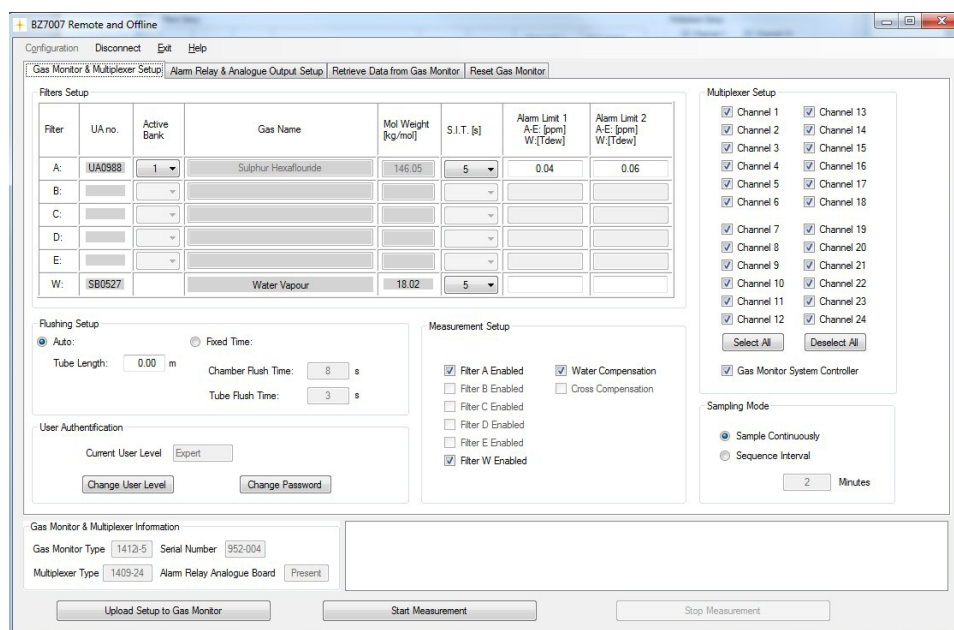 BZ7007 Remote and Offline
Configuration Disconnect Exit Help
Gas Monitor & Multiplexer Setup Alarm Relay & Analogue Output Setup Retrieve Data from Gas Monitor Reset Gas Monitor
Filters Setup
Filter UA no. Active Bank Gas Name Mol Weight [kg/mol] S.I.T. [s] Alarm Limit 1 A-E: [ppm] W:[Tdew] Alarm Limit 2 A-E: [ppm] W:[Tdew]
A: UA0988 1 Sulphur Hexaflouride 146.05 5 0.04 0.06
B:
C:
D:
E:
W: SB0527 Water Vapour 18.02 5
Multiplexer Setup
Channel 1 Channel 13
Channel 2 Channel 14
Channel 3 Channel 15
Channel 4 Channel 16
Channel 5 Channel 17
Channel 6 Channel 18
Channel 7 Channel 19
Channel 8 Channel 20
Channel 9 Channel 21
Channel 10 Channel 22
Channel 11 Channel 23
Channel 12 Channel 24
Select All Deselect All
Gas Monitor System Controller
Flushing Setup
Auto: Fixed Time:
Tube Length: 0.00 m
Chamber Flush Time: 8 s
Tube Flush Time: 3 s
Measurement Setup
Filter A Enabled Water Compensation
Filter B Enabled Cross Compensation
Filter C Enabled
Filter D Enabled
Filter E Enabled
Filter W Enabled
Sampling Mode
Sample Continuously
Sequence Interval
2 Minutes
User Authentification
Current User Level Expert
Change User Level Change Password
Gas Monitor & Multiplexer Information
Gas Monitor Type 1412i-5 Serial Number 952-004
Multiplexer Type 1409-24 Alarm Relay Analogue Board Present
Upload Setup to Gas Monitor Start Measurement Stop Measurement